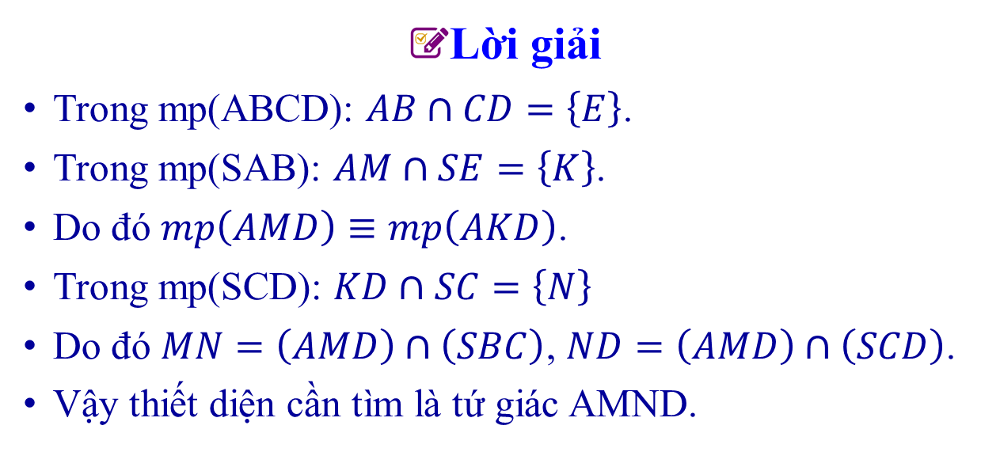 Lời giải
• Trong mp(ABCD): 𝐴𝐵 ∩ 𝐶𝐷 = {𝐸}.
• Trong mp(SAB): 𝐴𝑀 ∩ 𝑆𝐸 = {𝐾}.
• Do đó 𝑚𝑝(𝐴𝑀𝐷) ≡ 𝑚𝑝(𝐴𝐾𝐷).
• Trong mp(SCD): 𝐾𝐷 ∩ 𝑆𝐶 = {𝑁}
• Do đó 𝑀𝑁 = (𝐴𝑀𝐷) ∩ (𝑆𝐵𝐶), 𝑁𝐷 = (𝐴𝑀𝐷) ∩ (𝑆𝐶𝐷).
• Vậy thiết diện cần tìm là tứ giác AMND.